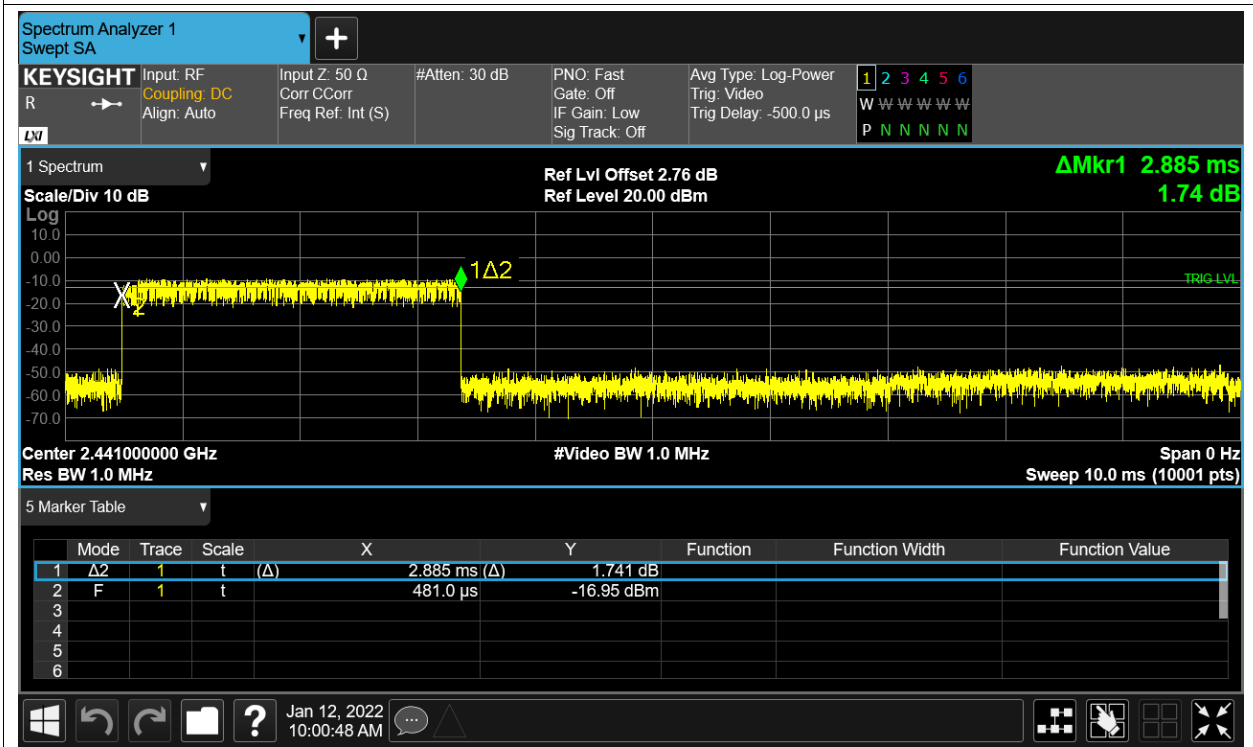 Spectrum Analyzer 1
Swept SA
KEYSIGHT Input: RF Input Z: 50 Ω #Atten: 30 dB PNO: Fast Avg Type: Log-Power 1 2 3 4 5 6
R Coupling: DC Corr CCorr Gate: Off Trig: Video W W W W W W
Align: Auto Freq Ref: Int (S) IF Gain: Low Trig Delay: -500.0 µs P N N N N N
LXI Sig Track: Off
1 Spectrum Ref Lvl Offset 2.76 dB ΔMkr1 2.885 ms
Scale/Div 10 dB Ref Level 20.00 dBm 1.74 dB
Log
10.0
0.00
1Δ2
-10.0 TRIG LVL
X 2
-20.0
-30.0
-40.0
-50.0
-60.0
-70.0
Center 2.441000000 GHz #Video BW 1.0 MHz Span 0 Hz
Res BW 1.0 MHz Sweep 10.0 ms (10001 pts)
5 Marker Table
Mode Trace Scale X Y Function Function Width Function Value
1 Δ2 1 t (Δ) 2.885 ms (Δ) 1.741 dB
2 F 1 t 481.0 µs -16.95 dBm
3
4
5
6
? Jan 12, 2022
10:00:48 AM